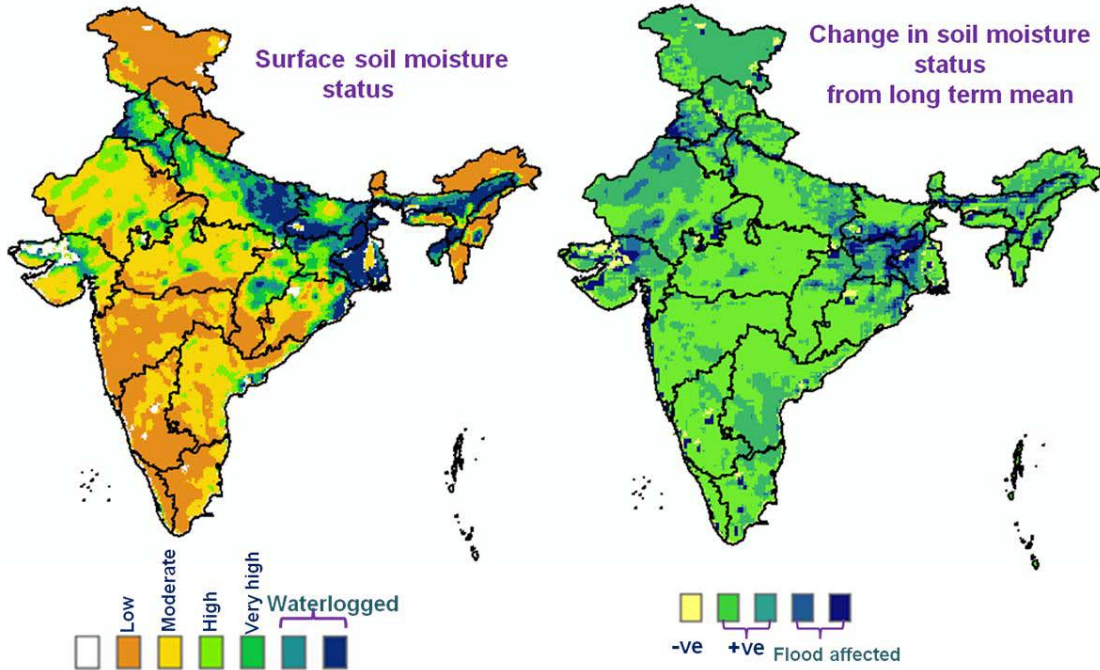 Surface soil moisture
status
Change in soil moisture
status
from long term mean
Low
Moderate
High
Very high
Waterlogged
-ve
+ve
Flood affected